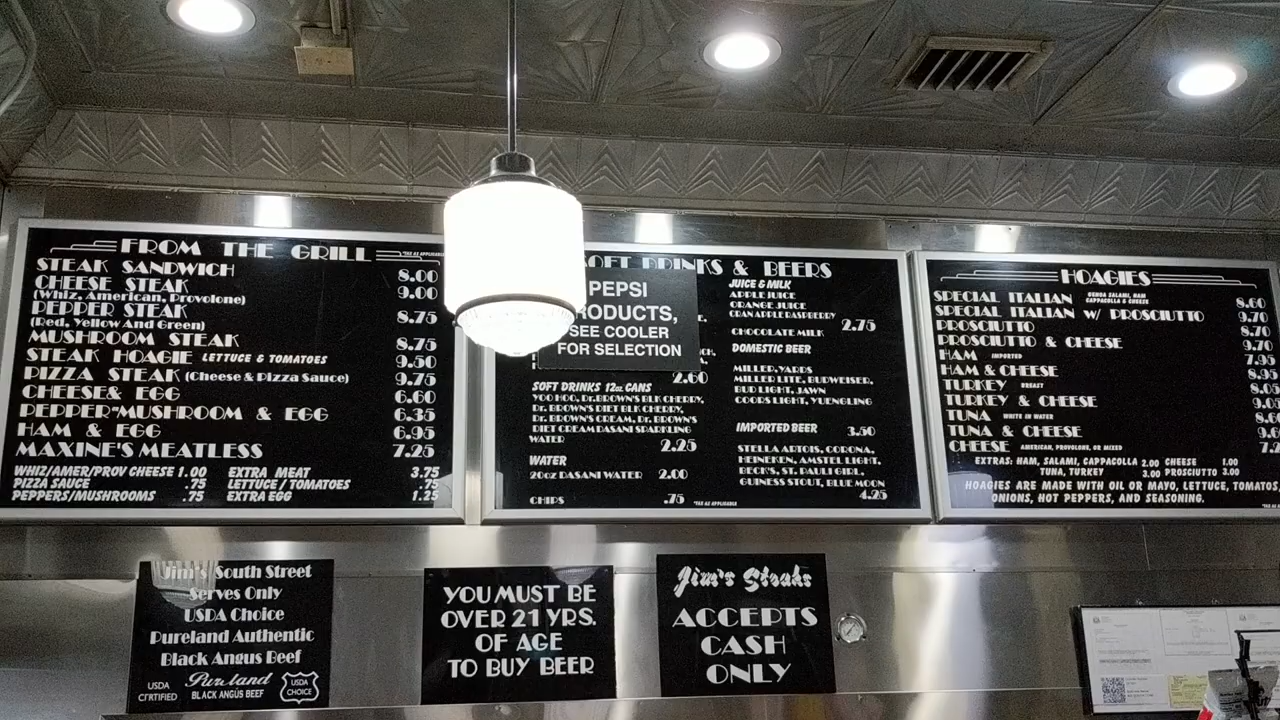 FROM THE GRILL
*TAX AS APPLICABLE
STEAK SANDWICH 8.00
CHEESE STEAK 9.00
(Whiz, American, Provolone)
PEPPER STEAK 8.75
(Red, Yellow And Green)
MUSHROOM STEAK 8.75
STEAK HOAGIE LETTUCE & TOMATOES 9.50
PIZZA STEAK (Cheese & Pizza Sauce) 9.75
CHEESE& EGG 6.60
PEPPER*MUSHROOM & EGG 6.35
HAM & EGG 6.95
MAXINE'S MEATLESS 7.25
WHIZ/AMER/PROV CHEESE 1.00 EXTRA MEAT 3.75
PIZZA SAUCE .75 LETTUCE / TOMATOES .75
PEPPERS/MUSHROOMS .75 EXTRA EGG 1.25
SOFT DRINKS & BEERS
PEPSI
PRODUCTS,
SEE COOLER
FOR SELECTION
2.60
SOFT DRINKS 12oz. CANS
YOO HOO, Dr.BROWN'S BLK CHERRY,
Dr. BROWN'S DIET BLK CHERRY,
Dr. BROWN'S CREAM, Dr. BROWN'S
DIET CREAM DASANI SPARKLING
WATER 2.25
WATER
20oz DASANI WATER 2.00
CHIPS .75
JUICE & MILK
APPLE JUICE
ORANGE JUICE
CRAN APPLE RASPBERRY
2.75
CHOCOLATE MILK
DOMESTIC BEER
MILLER, YARDS
MILLER LITE, BUDWEISER,
BUD LIGHT, JAWN
COORS LIGHT, YUENGLING
3.50
IMPORTED BEER
STELLA ARTOIS, CORONA,
HEINEKEN, AMSTEL LIGHT,
BECK'S, ST. PAULI GIRL,
GUINESS STOUT, BLUE MOON
4.25
*TAX AS APPLICABLE
HOAGIES
SPECIAL ITALIAN GENOA SALAMI, HAM CAPPACOLLA & CHEESE 8.60
SPECIAL ITALIAN W/ PROSCIUTTO 9.70
PROSCIUTTO 8.70
PROSCIUTTO & CHEESE 9.70
HAM IMPORTED 7.95
HAM & CHEESE 8.95
TURKEY BREAST
TURKEY & CHEESE
TUNA WHITE IN WATER
TUNA & CHEESE
CHEESE AMERICAN, PROVOLONE, OR MIXED
EXTRAS: HAM, SALAMI, CAPPACOLLA 2.00 CHEESE 1.00
TUNA, TURKEY 3.00 PROSCIUTTO 3.00
HOAGIES ARE MADE WITH OIL OR MAYO, LETTUCE, TOMATOS,
ONIONS, HOT PEPPERS, AND SEASONING.
Jim's South Street
Serves Only
USDA Choice
Pureland Authentic
Black Angus Beef
USDA CERTIFIED
Pureland
BLACK ANGUS BEEF
USDA CHOICE
YOU MUST BE
OVER 21 YRS.
OF AGE
TO BUY BEER
Jim's Steaks
ACCEPTS
CASH
ONLY